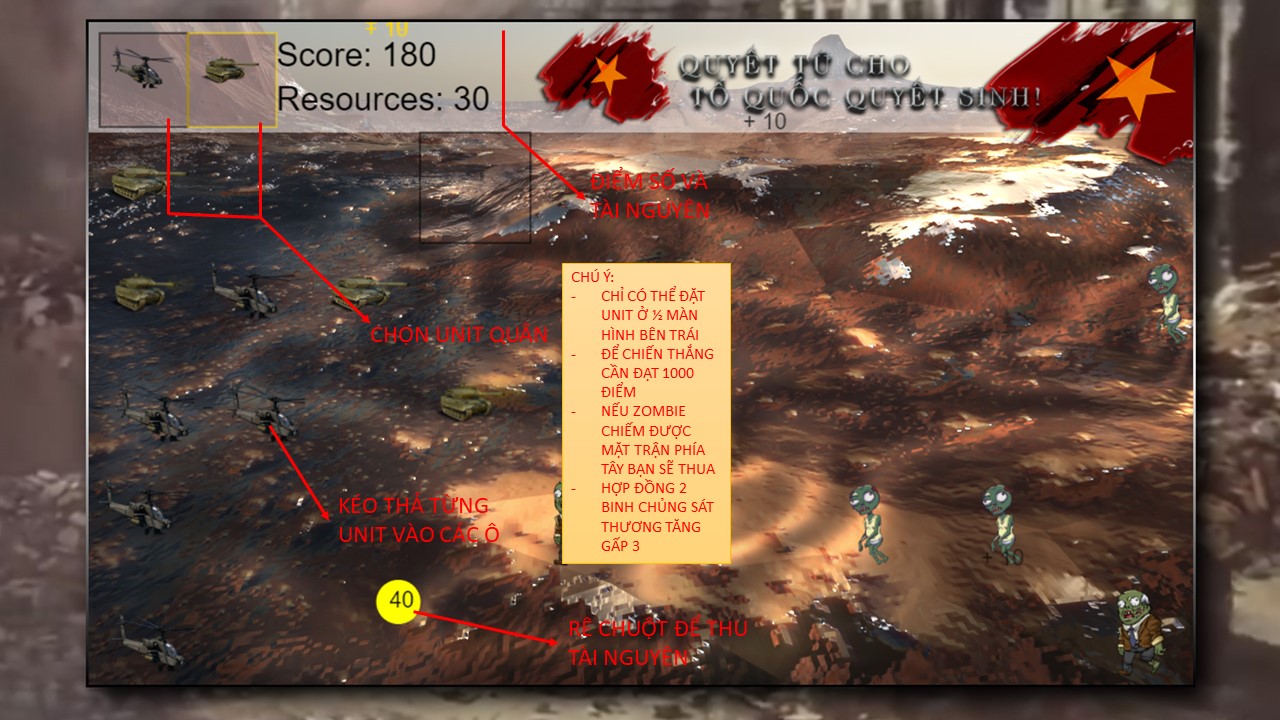 + 10
Score: 180
Resources: 30
QUYẾT TỬ CHO
TỔ QUỐC QUYẾT SINH!
+ 10
ĐIỂM SỐ VÀ
TÀI NGUYÊN
CHÚ Ý:
- CHỈ CÓ THỂ ĐẶT
UNIT Ở ½ MÀN
HÌNH BÊN TRÁI
- ĐỂ CHIẾN THẮNG
CẦN ĐẠT 1000
ĐIỂM
- NẾU ZOMBIE
CHIẾM ĐƯỢC
MẶT TRẬN PHÍA
TÂY BẠN SẼ THUA
- HỢP ĐỒNG 2
BINH CHỦNG SÁT
THƯƠNG TĂNG
GẤP 3
CHỌN UNIT QUÂN
KÉO THẢ TỪNG
UNIT VÀO CÁC Ô
40
RÊ CHUỘT ĐỂ THU
TÀI NGUYÊN